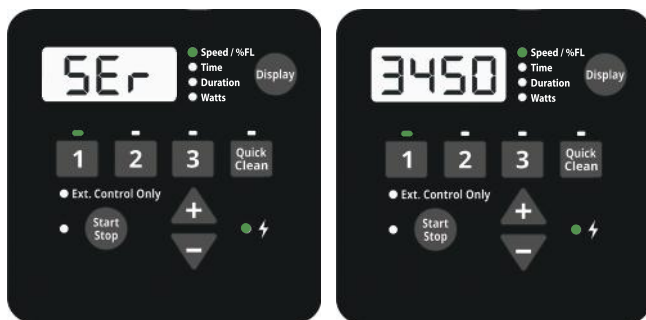 SEr
Speed / %FL
Time
Duration
Watts
Display
1 2 3 Quick Clean
Ext. Control Only
Start Stop
+
−
3450
Speed / %FL
Time
Duration
Watts
Display
1 2 3 Quick Clean
Ext. Control Only
Start Stop
+
−